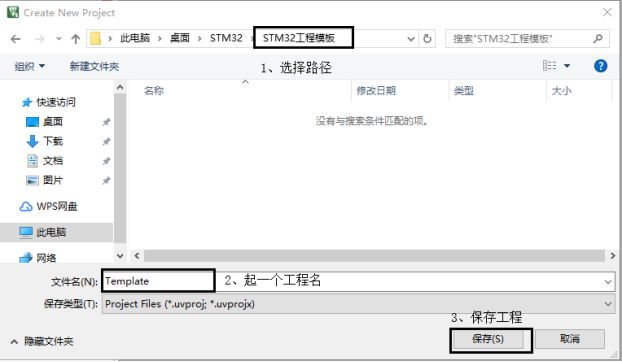 Create New Project
此电脑 › 桌面 › STM32 › STM32工程模板
搜索"STM32工程模板"
组织 新建文件夹
1、选择路径
名称 修改日期 类型 大小
没有与搜索条件匹配的项。
快速访问
桌面
下载
文档
图片
WPS网盘
此电脑
网络
文件名(N): Template
2、起一个工程名
保存类型(T): Project Files (*.uvproj; *.uvprojx)
3、保存工程
隐藏文件夹
保存(S) 取消